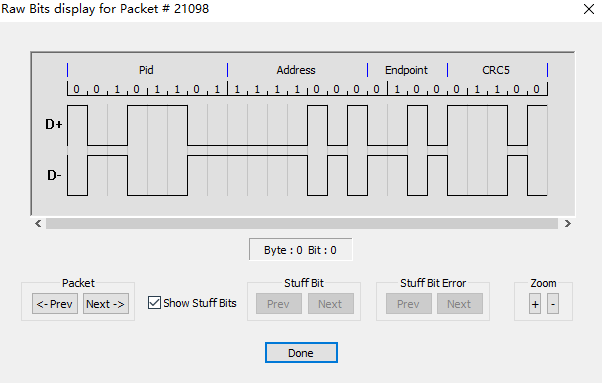 Raw Bits display for Packet # 21098
Pid Address Endpoint CRC5
0 0 1 0 1 1 0 1 1 1 1 1 0 0 0 0 1 0 0 0 1 1 0 0
D+
D-
Byte : 0 Bit : 0
Packet Stuff Bit Stuff Bit Error Zoom
<- Prev Next -> Show Stuff Bits Prev Next Prev Next + -
Done